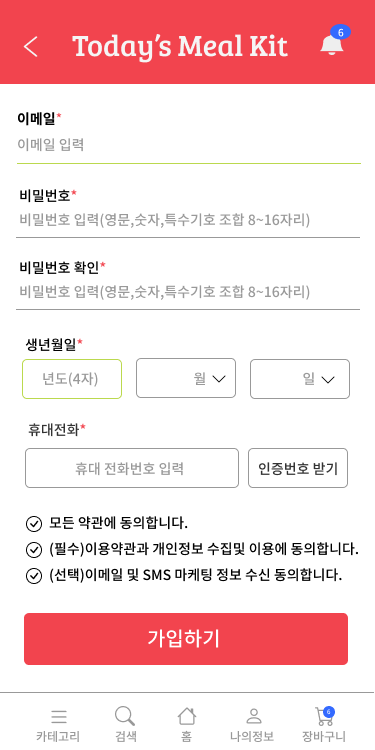 Today's Meal Kit
6
이메일*
이메일 입력
비밀번호*
비밀번호 입력(영문,숫자,특수기호 조합 8~16자리)
비밀번호 확인*
비밀번호 입력(영문,숫자,특수기호 조합 8~16자리)
생년월일*
년도(4자) 월 일
휴대전화*
휴대 전화번호 입력 인증번호 받기
모든 약관에 동의합니다.
(필수)이용약관과 개인정보 수집및 이용에 동의합니다.
(선택)이메일 및 SMS 마케팅 정보 수신 동의합니다.
가입하기
6
카테고리 검색 홈 나의정보 장바구니